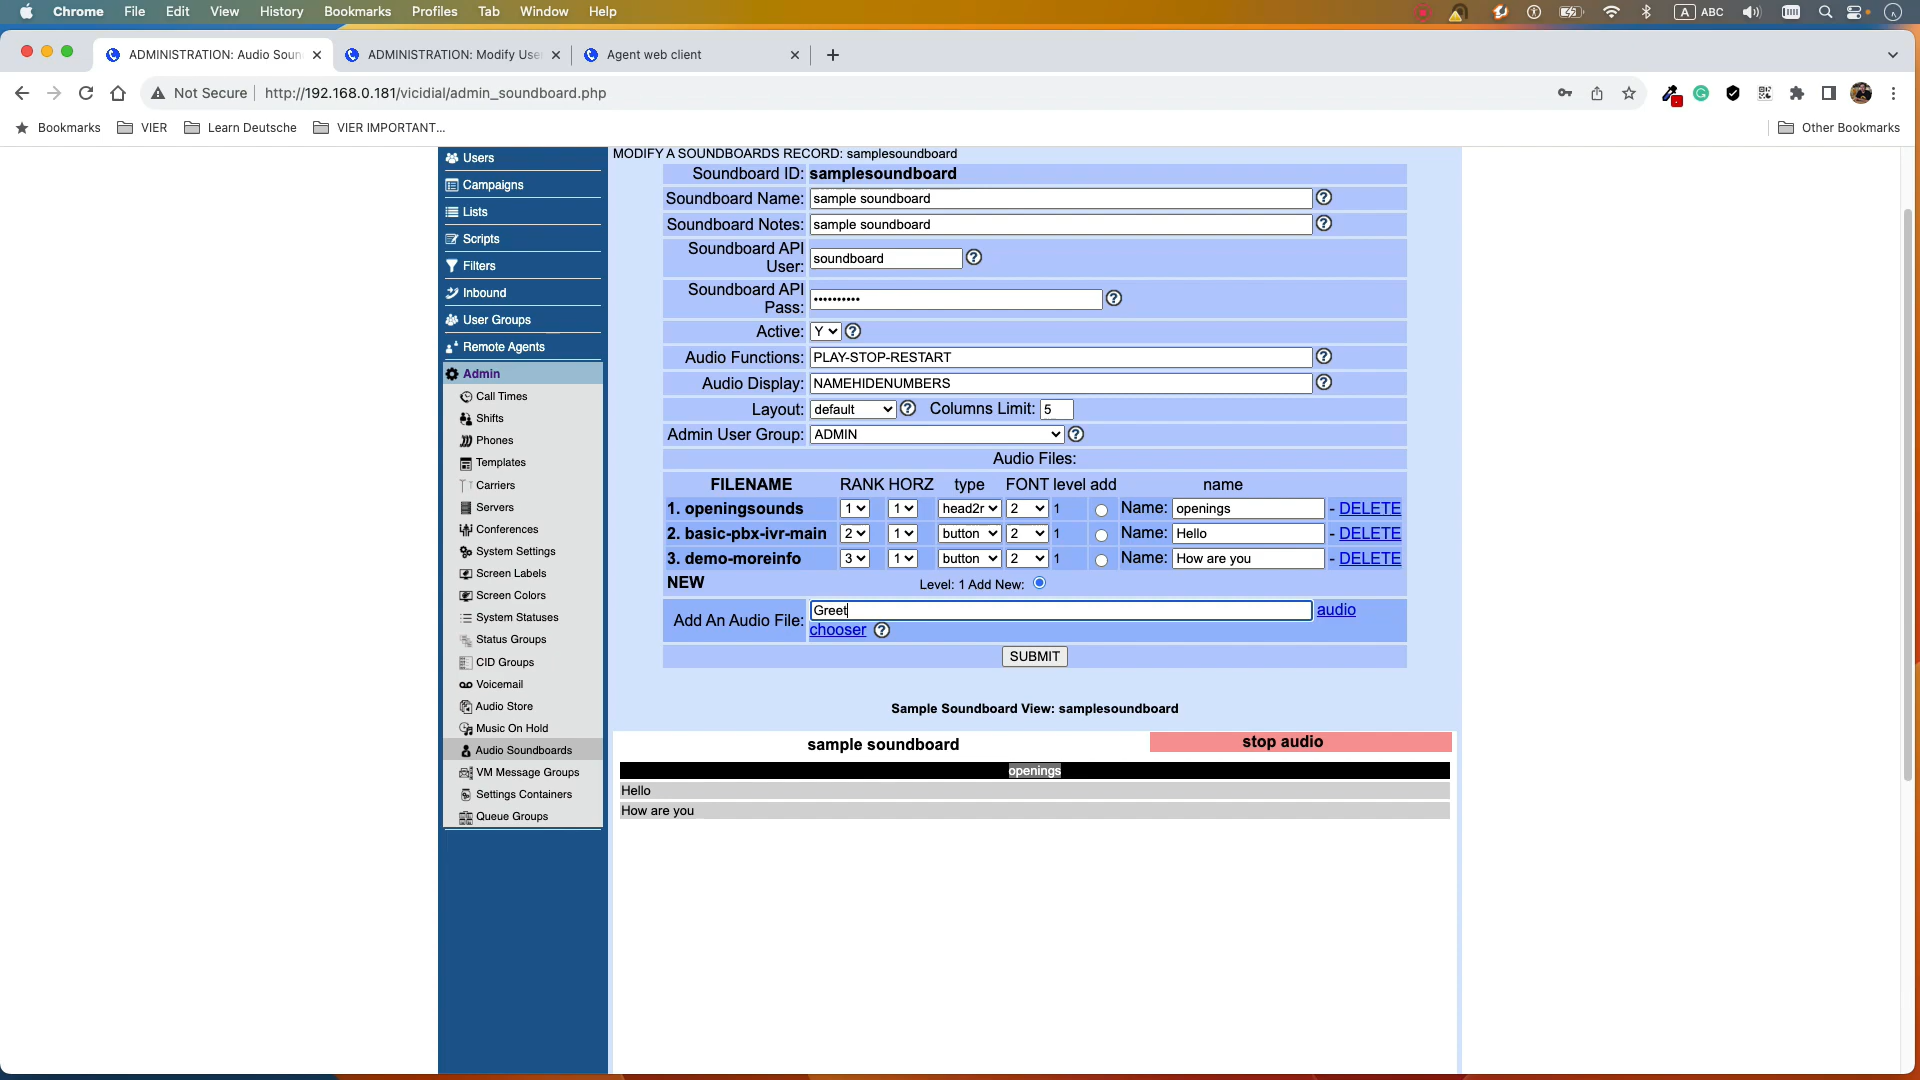 Chrome File Edit View History Bookmarks Profiles Tab Window Help
A ABC
ADMINISTRATION: Audio Soun
ADMINISTRATION: Modify Use
Agent web client
Not Secure http://192.168.0.181/vicidial/admin_soundboard.php
Bookmarks VIER Learn Deutsche VIER IMPORTANT... Other Bookmarks
Users
Campaigns
Lists
Scripts
Filters
Inbound
User Groups
Remote Agents
Admin
Call Times
Shifts
Phones
Templates
Carriers
Servers
Conferences
System Settings
Screen Labels
Screen Colors
System Statuses
Status Groups
CID Groups
Voicemail
Audio Store
Music On Hold
Audio Soundboards
VM Message Groups
Settings Containers
Queue Groups
MODIFY A SOUNDBOARDS RECORD: samplesoundboard
Soundboard ID: samplesoundboard
Soundboard Name: sample soundboard
Soundboard Notes: sample soundboard
Soundboard API
User: soundboard
Soundboard API
Pass: ••••••••••
Active: Y
Audio Functions: PLAY-STOP-RESTART
Audio Display: NAMEHIDENUMBERS
Layout: default Columns Limit: 5
Admin User Group: ADMIN
Audio Files:
FILENAME RANK HORZ type FONT level add name
1. openingsounds 1 1 head2r 2 1 Name: openings - DELETE
2. basic-pbx-ivr-main 2 1 button 2 1 Name: Hello - DELETE
3. demo-moreinfo 3 1 button 2 1 Name: How are you - DELETE
NEW Level: 1 Add New:
Add An Audio File: Greet audio
chooser
SUBMIT
Sample Soundboard View: samplesoundboard
sample soundboard stop audio
openings
Hello
How are you